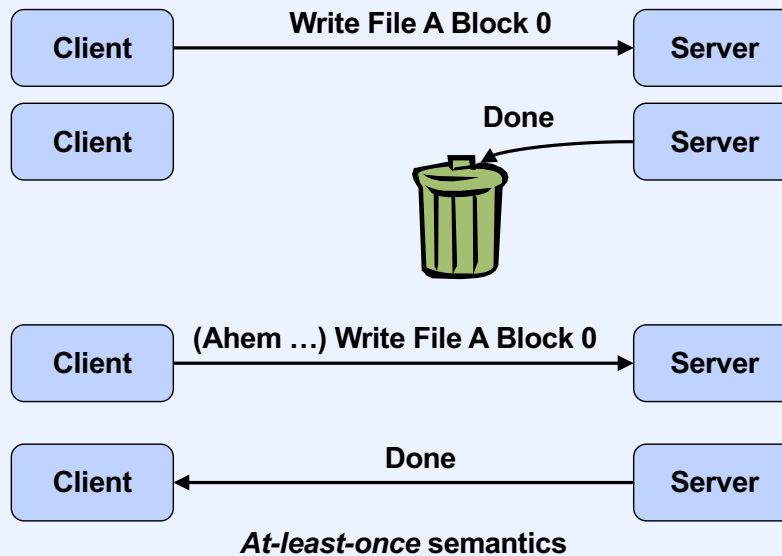 Write File A Block 0
Client
Server
Done
Client
Server
(Ahem …) Write File A Block 0
Client
Server
Done
Client
Server
At-least-once semantics